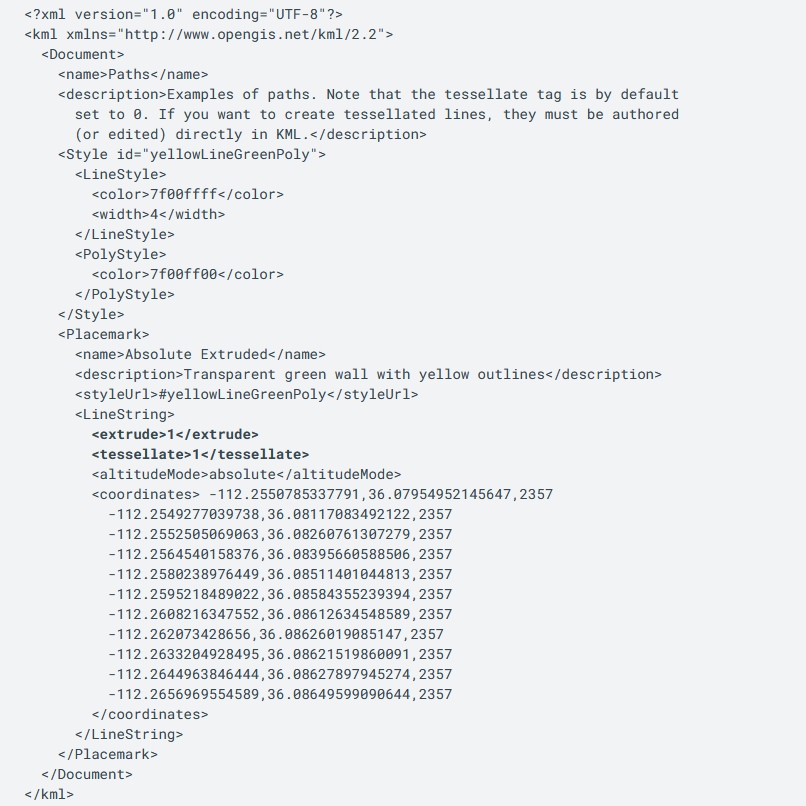 <?xml version="1.0" encoding="UTF-8"?>
<kml xmlns="http://www.opengis.net/kml/2.2">
  <Document>
    <name>Paths</name>
    <description>Examples of paths. Note that the tessellate tag is by default
      set to 0. If you want to create tessellated lines, they must be authored
      (or edited) directly in KML.</description>
    <Style id="yellowLineGreenPoly">
      <LineStyle>
        <color>7f00ffff</color>
        <width>4</width>
      </LineStyle>
      <PolyStyle>
        <color>7f00ff00</color>
      </PolyStyle>
    </Style>
    <Placemark>
      <name>Absolute Extruded</name>
      <description>Transparent green wall with yellow outlines</description>
      <styleUrl>#yellowLineGreenPoly</styleUrl>
      <LineString>
        <extrude>1</extrude>
        <tessellate>1</tessellate>
        <altitudeMode>absolute</altitudeMode>
        <coordinates> -112.2550785337791,36.07954952145647,2357
          -112.2549277039738,36.08117083492122,2357
          -112.2552505069063,36.08260761307279,2357
          -112.2564540158376,36.08395660588506,2357
          -112.2580238976449,36.08511401044813,2357
          -112.2595218489022,36.08584355239394,2357
          -112.2608216347552,36.08612634548589,2357
          -112.262073428656,36.08626019085147,2357
          -112.2633204928495,36.08621519860091,2357
          -112.2644963846444,36.08627897945274,2357
          -112.2656969554589,36.08649599090644,2357
        </coordinates>
      </LineString>
    </Placemark>
  </Document>
</kml>